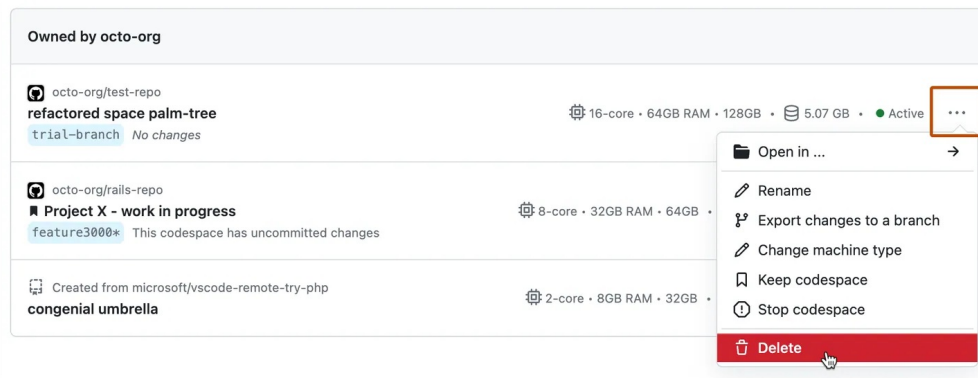 Owned by octo-org
octo-org/test-repo
refactored space palm-tree
16-core • 64GB RAM • 128GB • 5.07 GB • Active ...
trial-branch No changes
Open in ...
octo-org/rails-repo
Rename
Project X - work in progress
8-core • 32GB RAM • 64GB •
Export changes to a branch
feature3000* This codespace has uncommitted changes
Change machine type
Keep codespace
Created from microsoft/vscode-remote-try-php
congenial umbrella
2-core • 8GB RAM • 32GB •
Stop codespace
Delete